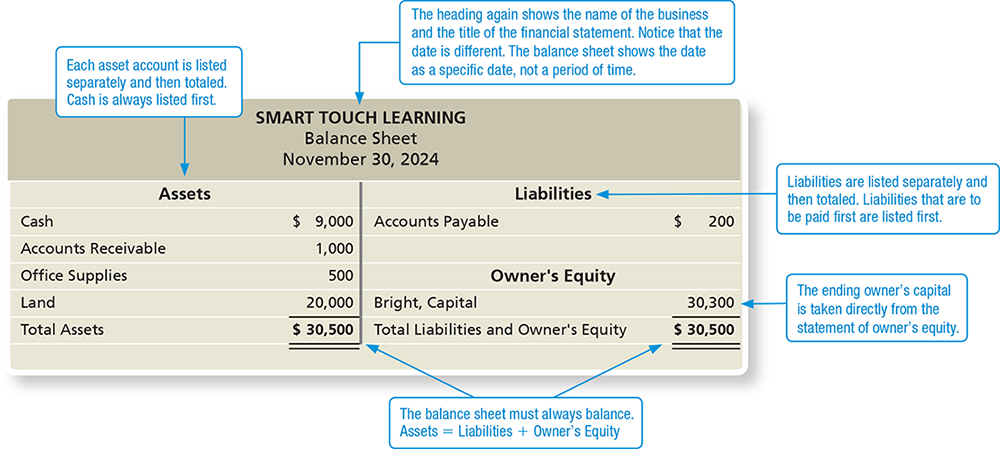 The heading again shows the name of the business
and the title of the financial statement. Notice that the
date is different. The balance sheet shows the date
as a specific date, not a period of time.
Each asset account is listed
separately and then totaled.
Cash is always listed first.
SMART TOUCH LEARNING
Balance Sheet
November 30, 2024
Assets Liabilities
Cash $ 9,000 Accounts Payable $ 200
Accounts Receivable 1,000
Office Supplies 500 Owner's Equity
Land 20,000 Bright, Capital 30,300
Total Assets $ 30,500 Total Liabilities and Owner's Equity $ 30,500
Liabilities are listed separately and
then totaled. Liabilities that are to
be paid first are listed first.
The ending owner's capital
is taken directly from the
statement of owner's equity.
The balance sheet must always balance.
Assets = Liabilities + Owner's Equity